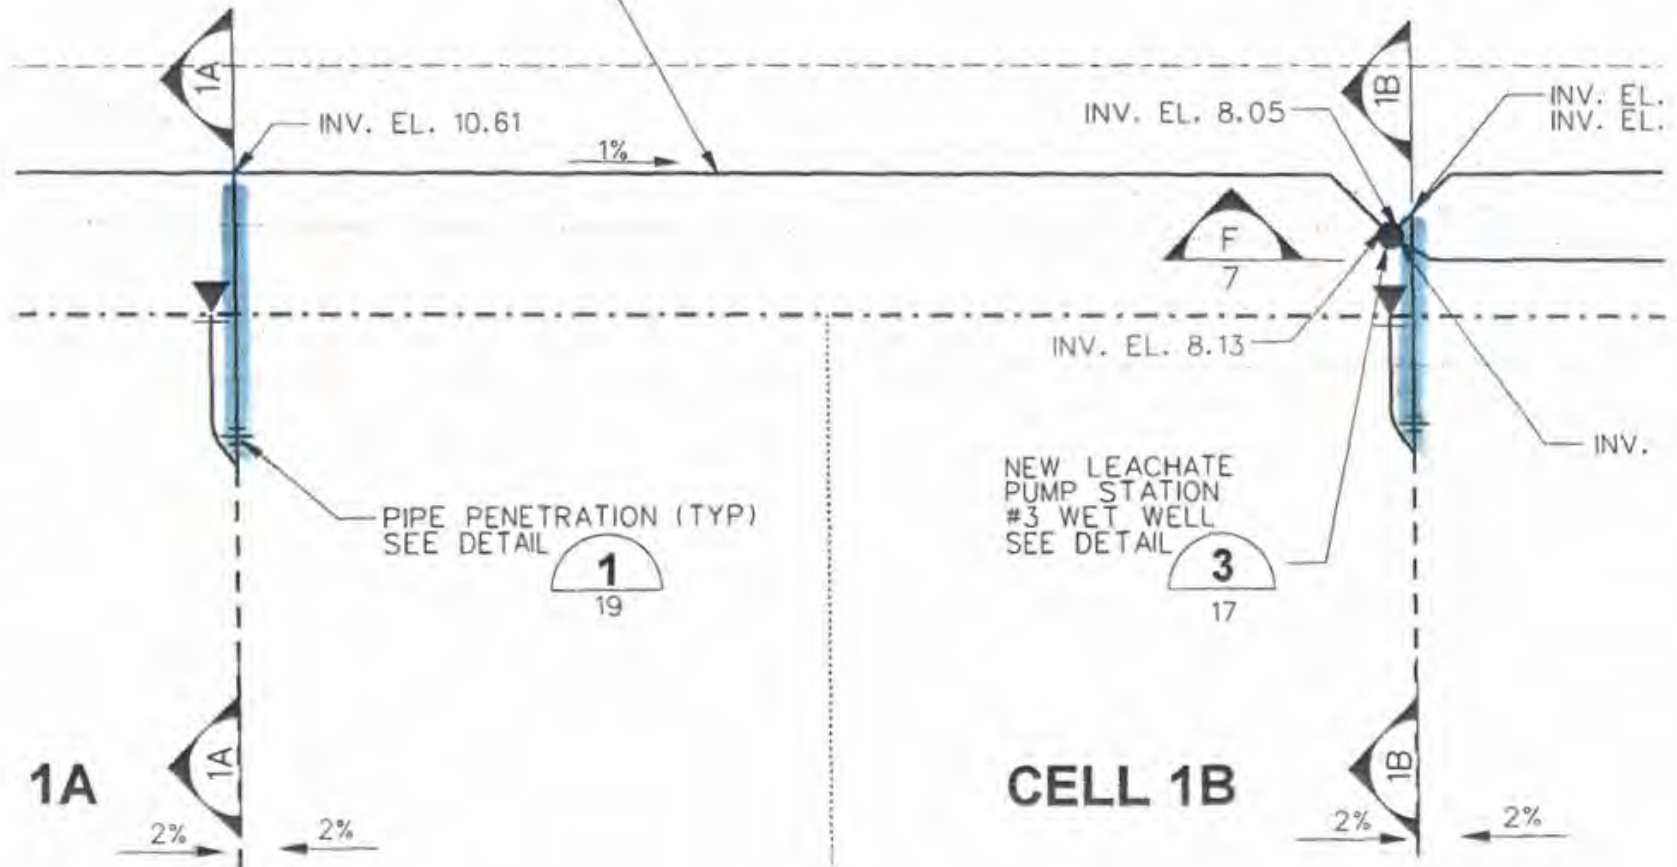 1A
1B
INV. EL. 10.61
1%
INV. EL. 8.05
INV. EL.
INV. EL.
F
7
INV. EL. 8.13
INV.
PIPE PENETRATION (TYP)
SEE DETAIL
1
19
NEW LEACHATE
PUMP STATION
#3 WET WELL
SEE DETAIL
3
17
1A
1A
CELL 1B
1B
2%
2%
2%
2%